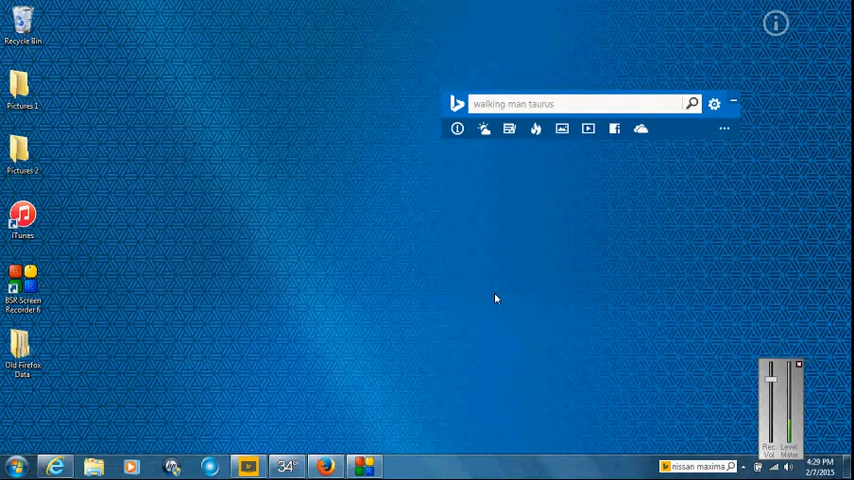 Recycle Bin
Pictures 1
Pictures 2
iTunes
BSR Screen
Recorder 6
Old Firefox
Data
walking man taurus
Rec.
Vol
Level
Meter
34°
nissan maxima
4:29 PM
2/7/2015